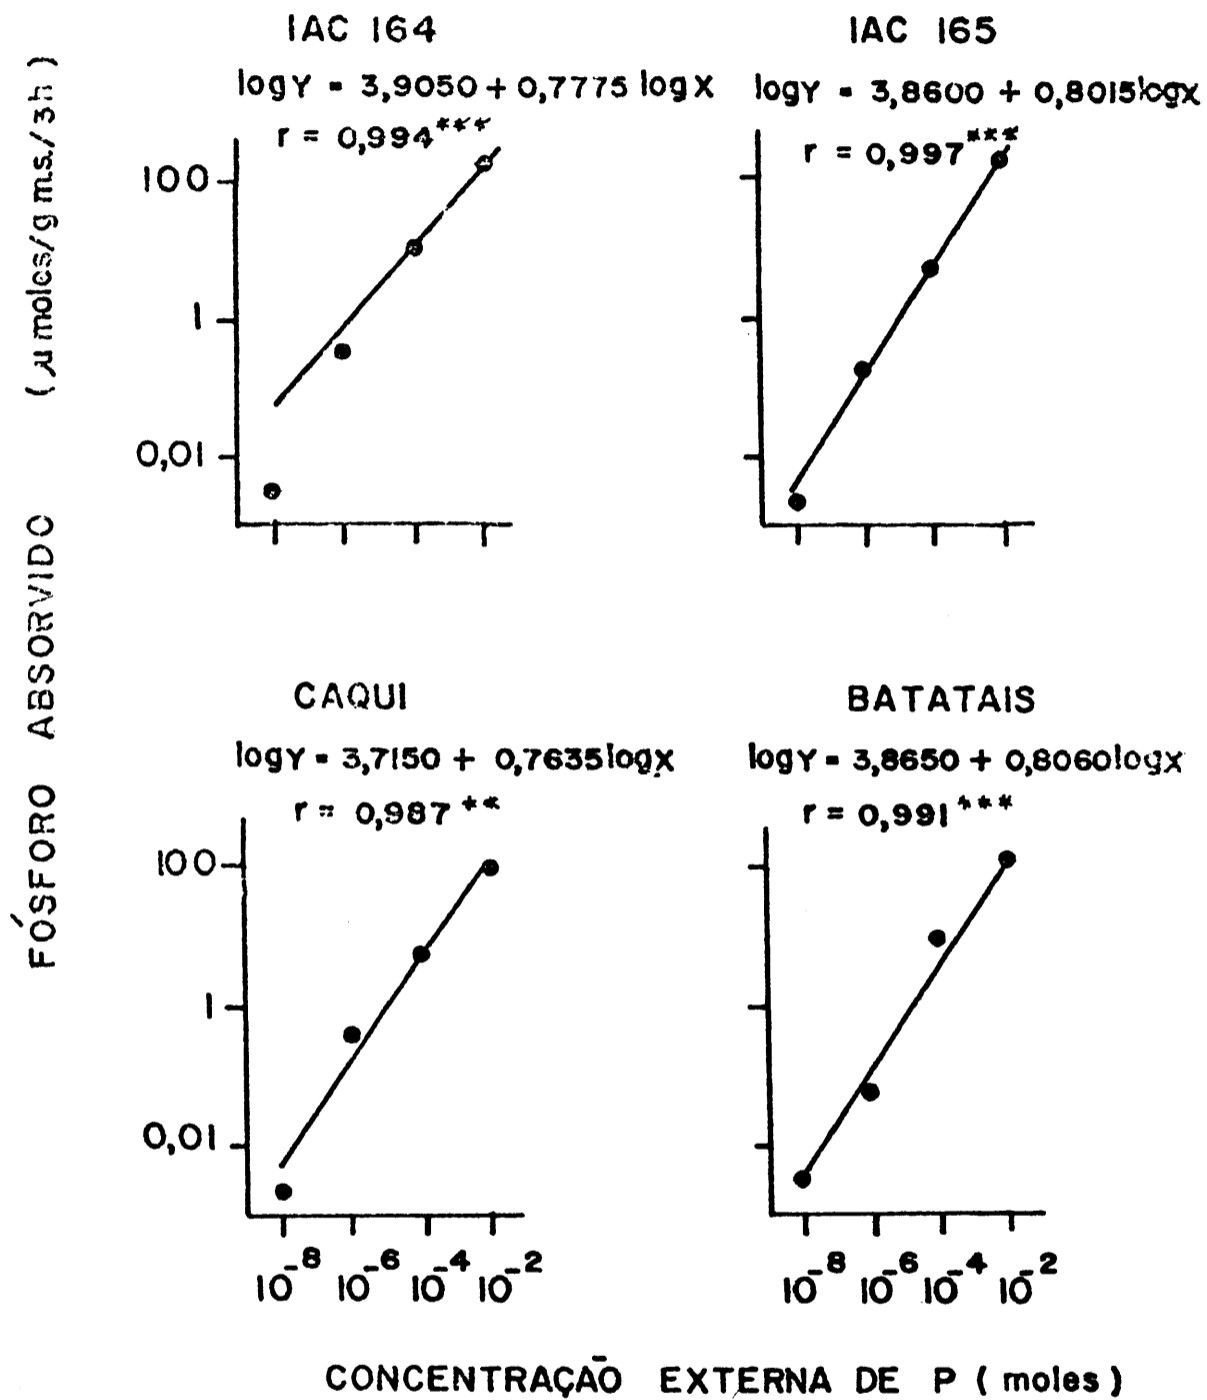 IAC 164
logY = 3,9050 + 0,7775 logX
r = 0,994***
IAC 165
logY = 3,8600 + 0,8015logX
r = 0,997***
100
1
0,01
CAQUI
logY = 3,7150 + 0,7635logX
r = 0,987 **
BATATAIS
logY = 3,8650 + 0,8060logX
r = 0,991***
100
1
0,01
10⁻⁸ 10⁻⁶ 10⁻⁴ 10⁻²
10⁻⁸ 10⁻⁶ 10⁻⁴ 10⁻²
FÓSFORO ABSORVIDO (µmoles/g ms./3h)
CONCENTRAÇÃO EXTERNA DE P (moles)